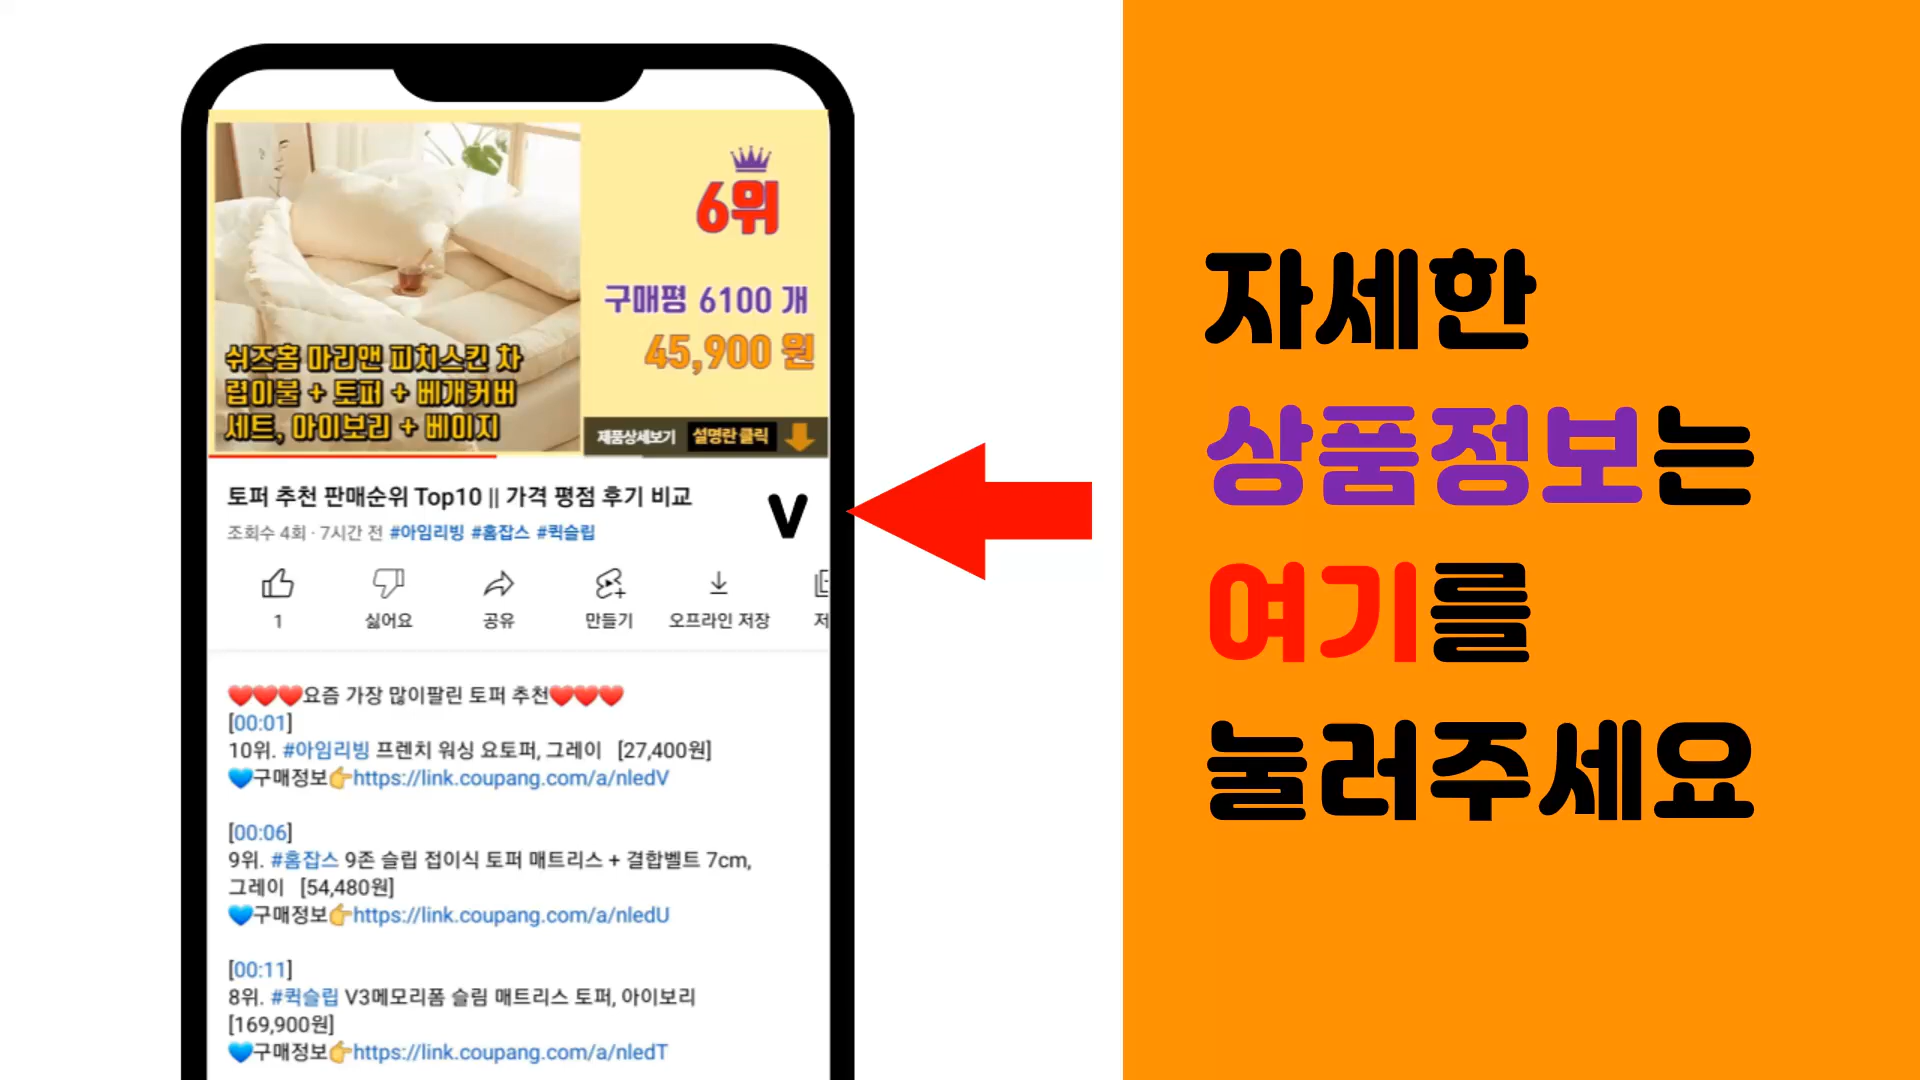 6위
구매평 6100 개
45,900 원
쉬즈홈 마리앤 피치스킨 차
렵이불 + 토퍼 + 베개커버
세트, 아이보리 + 베이지
제품상세보기 설명란 클릭
토퍼 추천 판매순위 Top10 || 가격 평점 후기 비교
V
조회수 4회 · 7시간 전 #아임리빙 #홈잡스 #퀵슬립
1 싫어요 공유 만들기 오프라인 저장 저
❤️❤️❤️요즘 가장 많이팔린 토퍼 추천❤️❤️❤️
[00:01]
10위. #아임리빙 프렌치 워싱 요토퍼, 그레이 [27,400원]
💙구매정보👉https://link.coupang.com/a/nledV
[00:06]
9위. #홈잡스 9존 슬립 접이식 토퍼 매트리스 + 결합벨트 7cm,
그레이 [54,480원]
💙구매정보👉https://link.coupang.com/a/nledU
[00:11]
8위. #퀵슬립 V3메모리폼 슬림 매트리스 토퍼, 아이보리
[169,900원]
💙구매정보👉https://link.coupang.com/a/nledT
자세한
상품정보는
여기를
눌러주세요